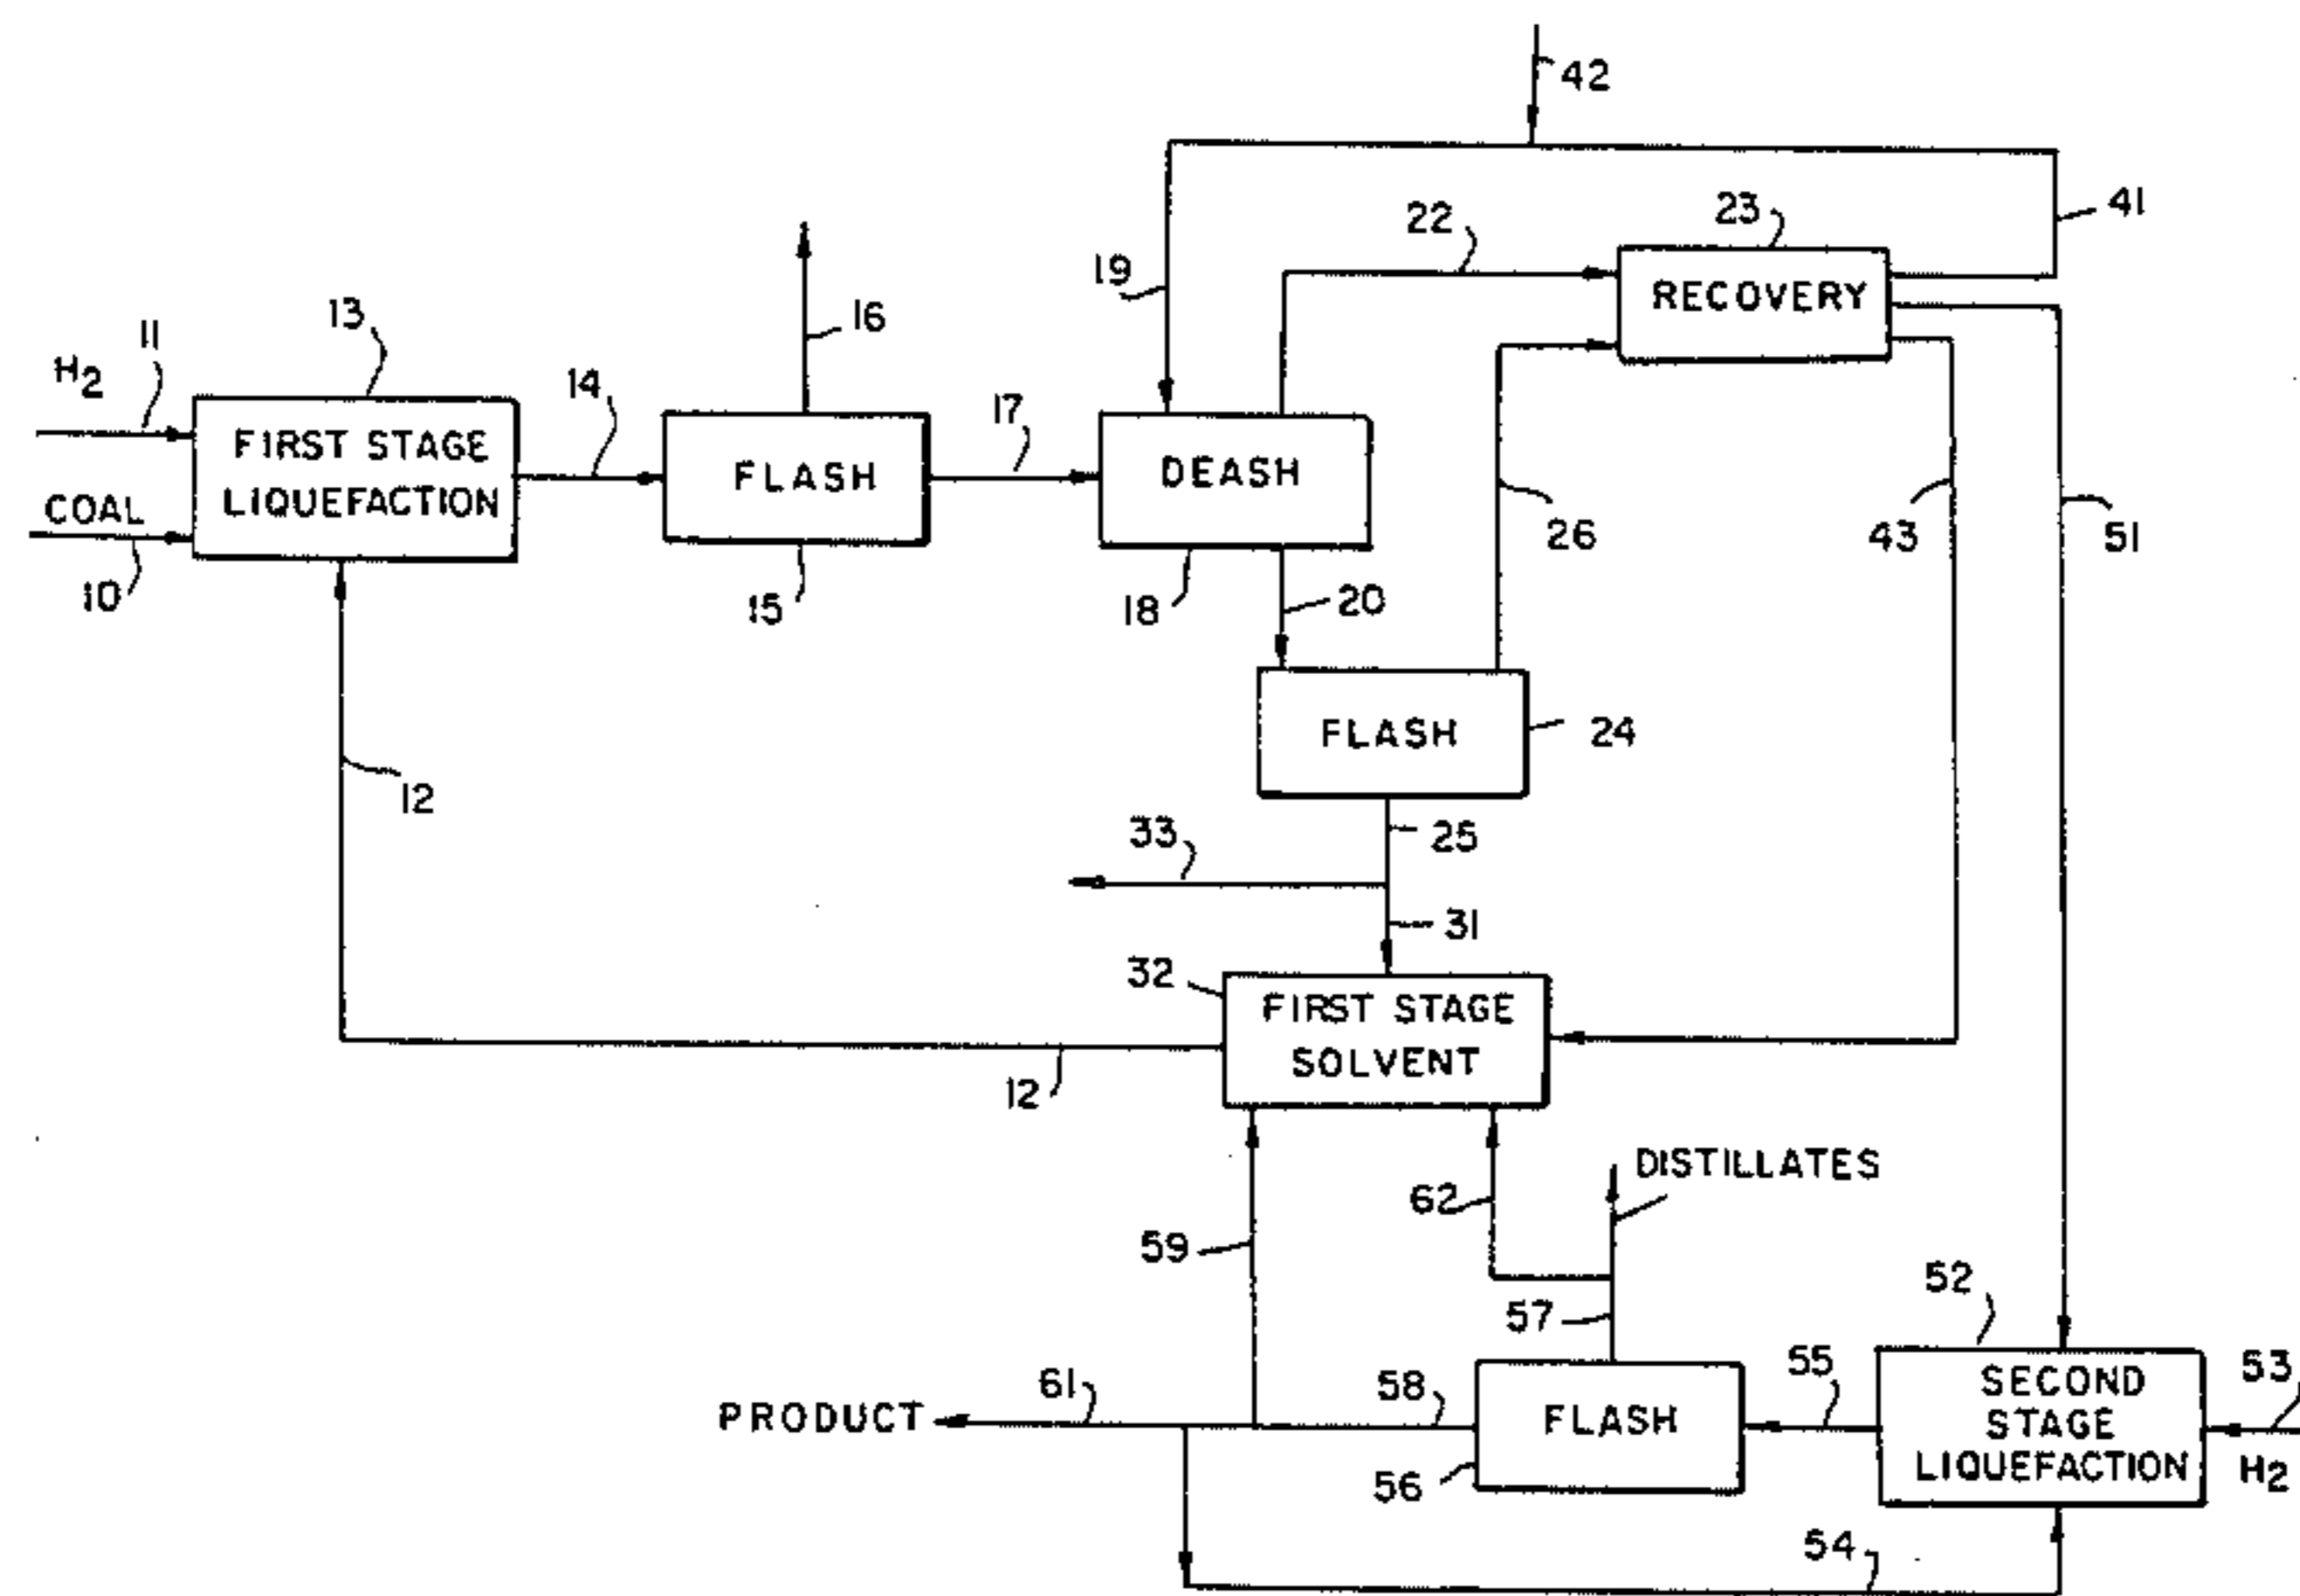 42
41
22
23
RECOVERY
19
16
13
11
H2
14
17
FIRST STAGE
LIQUEFACTION
FLASH
DEASH
COAL
10
15
18
20
26
43
51
12
FLASH
24
25
33
31
32
FIRST STAGE
SOLVENT
12
DISTILLATES
62
59
57
52
61
58
55
53
PRODUCT
FLASH
SECOND
STAGE
LIQUEFACTION
H2
56
54